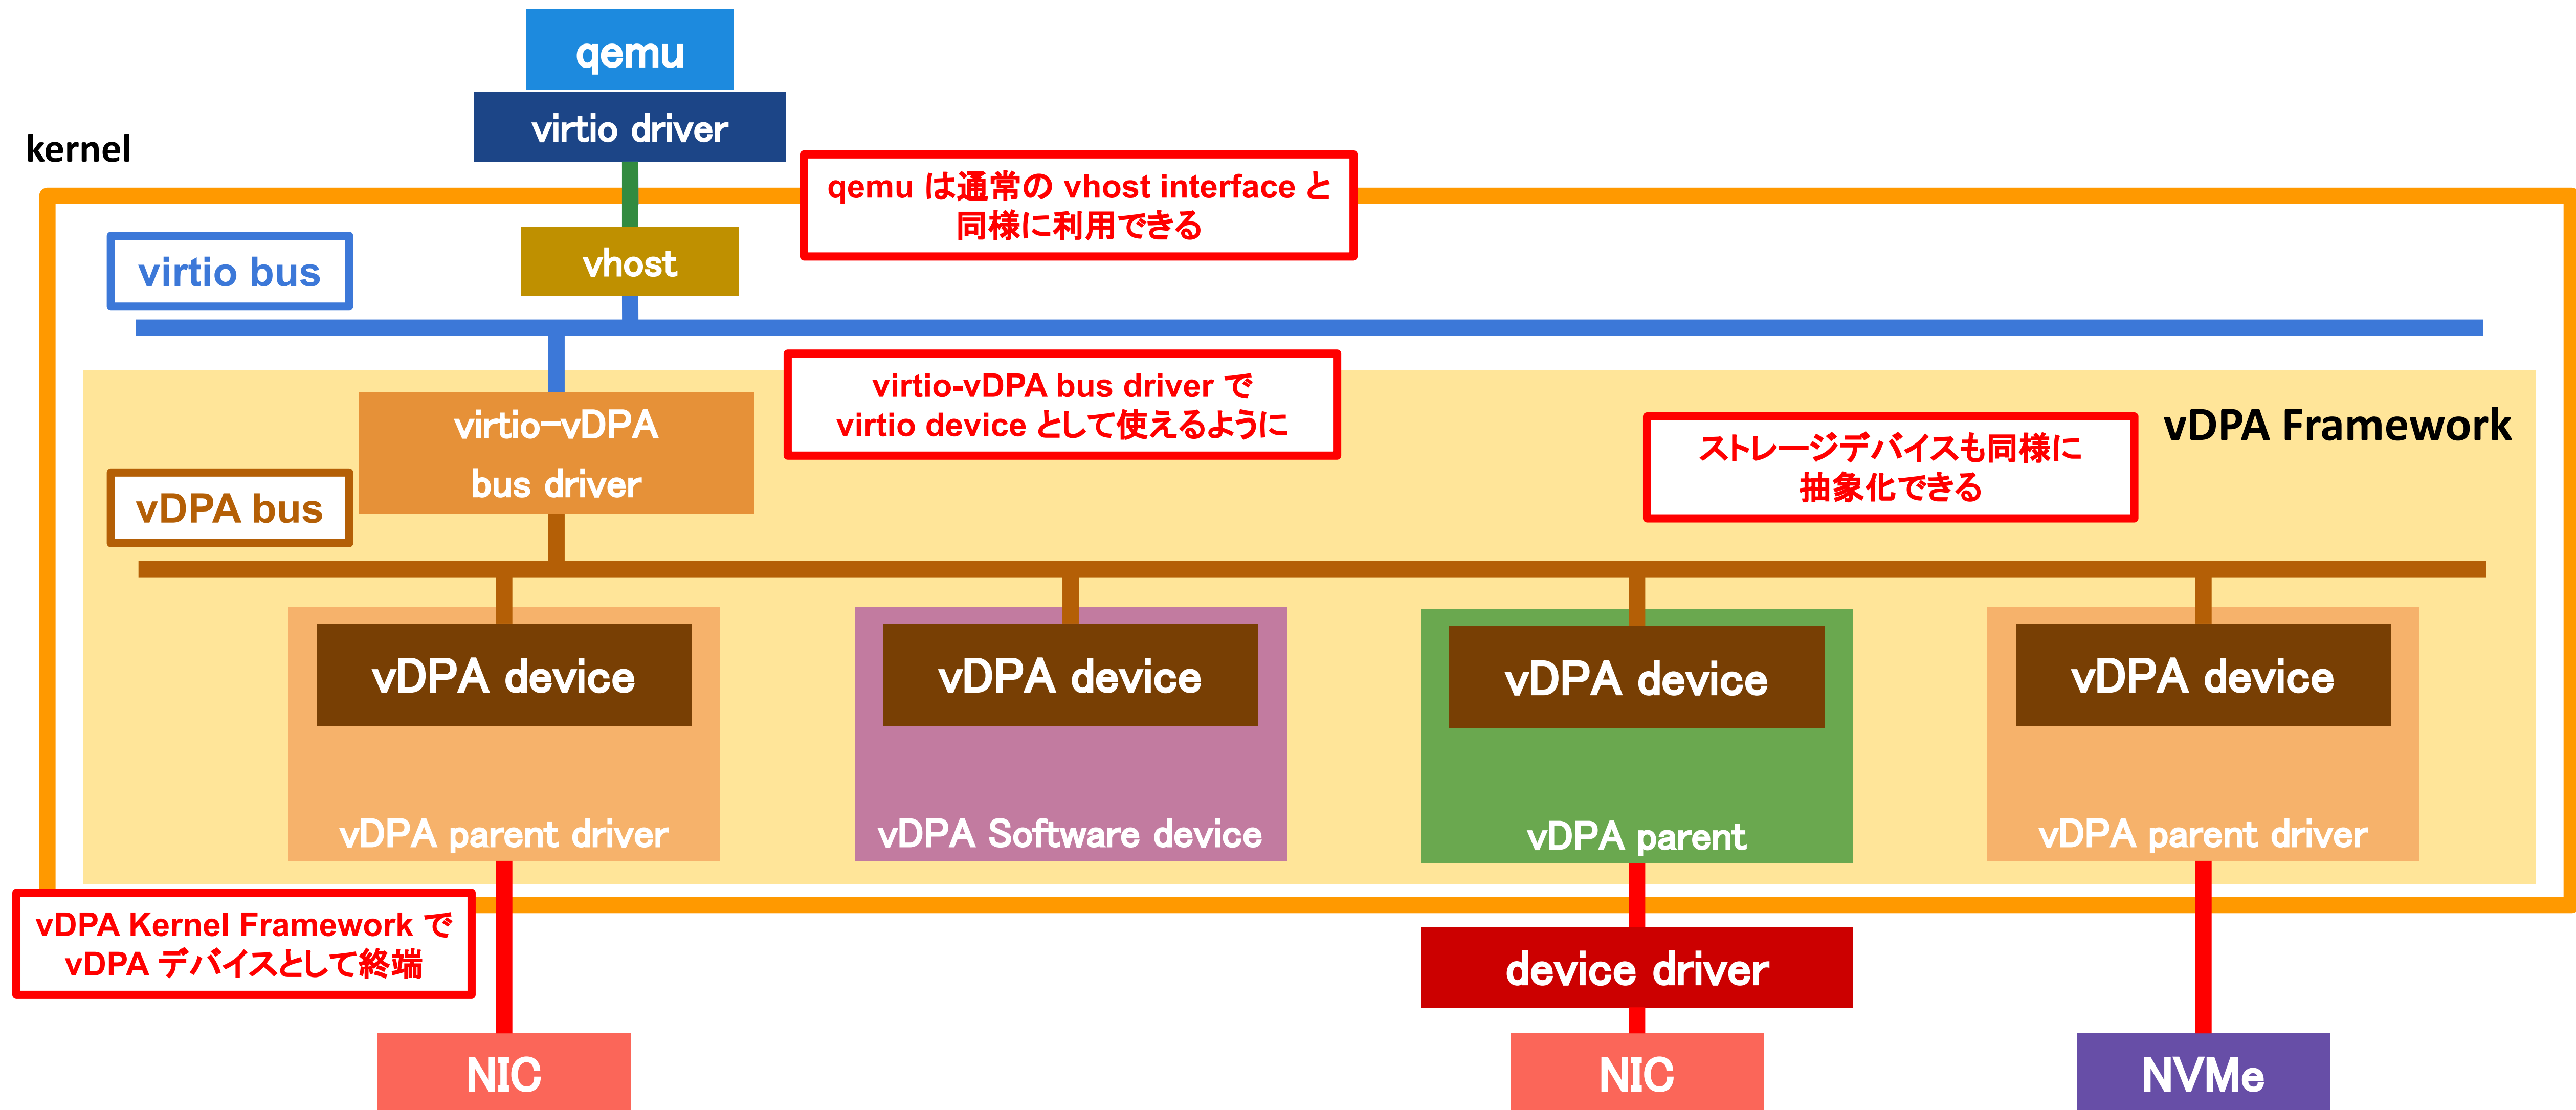 qemu
virtio driver
kernel
qemu は通常の vhost interface と
同様に利用できる
vhost
virtio bus
virtio-vDPA bus driver で
virtio device として使えるように
virtio-vDPA
bus driver
vDPA Framework
ストレージデバイスも同様に
抽象化できる
vDPA bus
vDPA device
vDPA device
vDPA device
vDPA device
vDPA parent driver
vDPA Software device
vDPA parent
vDPA parent driver
vDPA Kernel Framework で
vDPA デバイスとして終端
device driver
NIC
NIC
NVMe